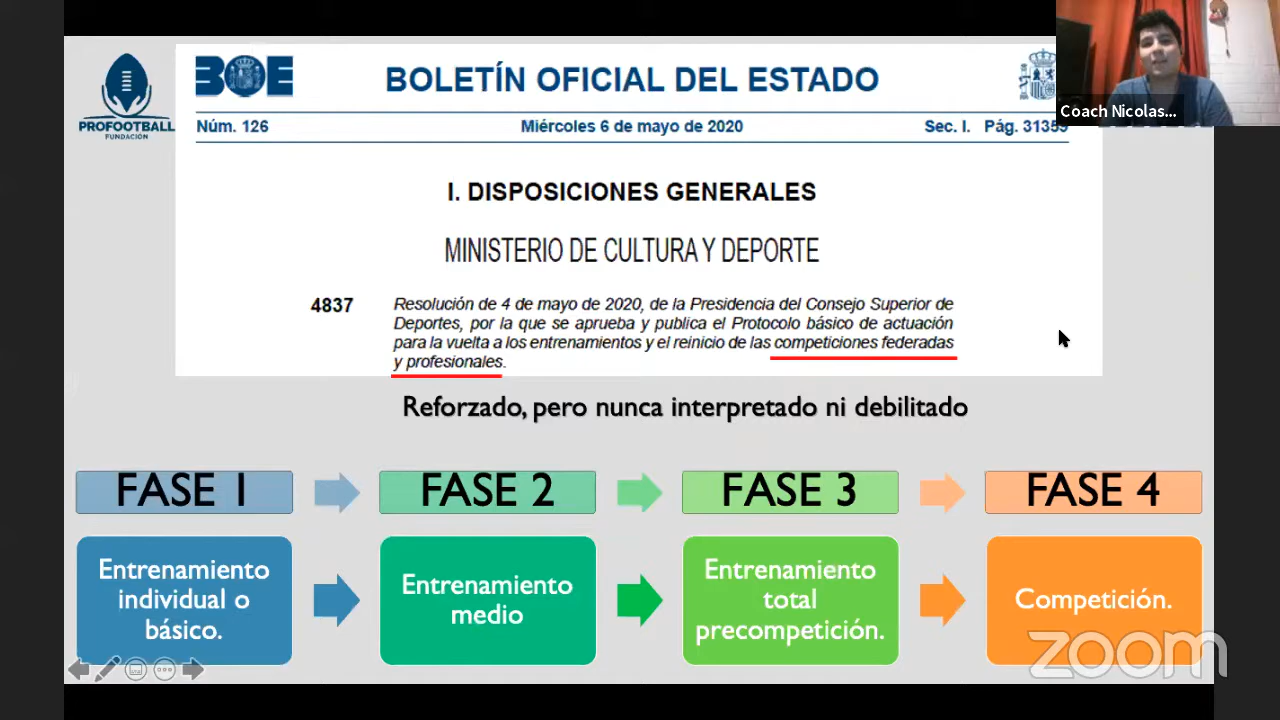 BOE
BOLETÍN OFICIAL DEL ESTADO
PROFOOTBALL
FUNDACIÓN
Coach Nicolas...
Núm. 126
Miércoles 6 de mayo de 2020
Sec. I. Pág. 31359
I. DISPOSICIONES GENERALES
MINISTERIO DE CULTURA Y DEPORTE
4837
Resolución de 4 de mayo de 2020, de la Presidencia del Consejo Superior de
Deportes, por la que se aprueba y publica el Protocolo básico de actuación
para la vuelta a los entrenamientos y el reinicio de las competiciones federadas
y profesionales.
Reforzado, pero nunca interpretado ni debilitado
FASE 1
FASE 2
FASE 3
FASE 4
Entrenamiento
individual o
básico.
Entrenamiento
medio
Entrenamiento
total
precompetición.
Competición.
zoom